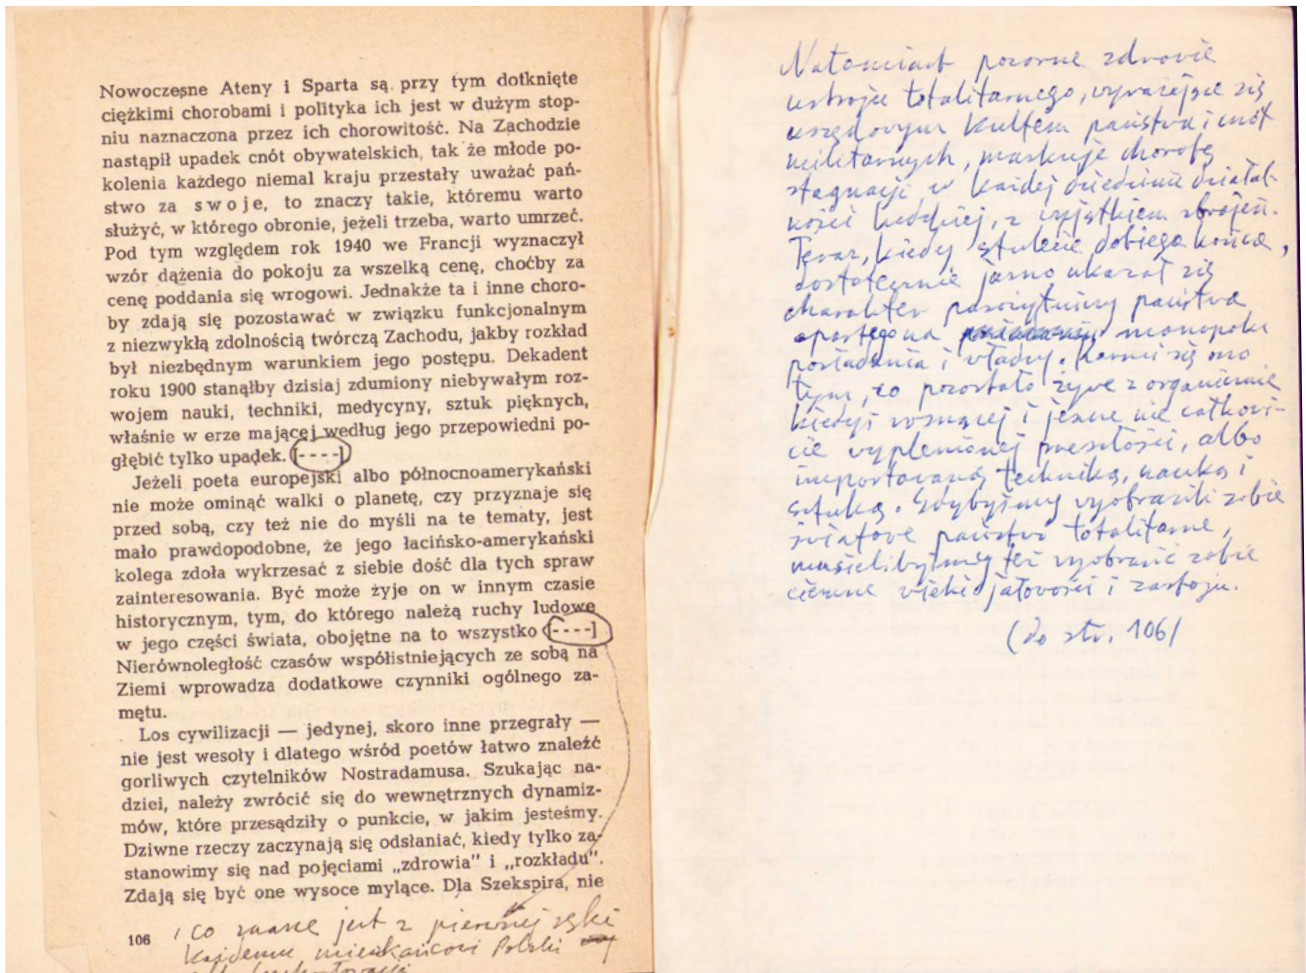 Nowoczesne Ateny i Sparta są przy tym dotknięte
ciężkimi chorobami i polityka ich jest w dużym stop-
niu naznaczona przez ich chorowitość. Na Zachodzie
nastąpił upadek cnót obywatelskich, tak że młode po-
kolenia każdego niemal kraju przestały uważać pań-
stwo za swoje, to znaczy takie, któremu warto
służyć, w którego obronie, jeżeli trzeba, warto umrzeć.
Pod tym względem rok 1940 we Francji wyznaczył
wzór dążenia do pokoju za wszelką cenę, choćby za
cenę poddania się wrogowi. Jednakże ta i inne choro-
by zdają się pozostawać w związku funkcjonalnym
z niezwykłą zdolnością twórczą Zachodu, jakby rozkład
był niezbędnym warunkiem jego postępu. Dekadent
roku 1900 stanąłby dzisiaj zdumiony niebywałym roz-
wojem nauki, techniki, medycyny, sztuk pięknych,
właśnie w erze mającej według jego przepowiedni po-
głębić tylko upadek. [----]
Jeżeli poeta europejski albo północnoamerykański
nie może ominąć walki o planetę, czy przyznaje się
przed sobą, czy też nie do myśli na te tematy, jest
mało prawdopodobne, że jego łacińsko-amerykański
kolega zdoła wykrzesać z siebie dość dla tych spraw
zainteresowania. Być może żyje on w innym czasie
historycznym, tym, do którego należą ruchy ludowe
w jego części świata, obojętne na to wszystko [----]
Nierównoległość czasów współistniejących ze sobą na
Ziemi wprowadza dodatkowe czynniki ogólnego za-
mętu.
Los cywilizacji — jedynej, skoro inne przegrały —
nie jest wesoły i dlatego wśród poetów łatwo znaleźć
gorliwych czytelników Nostradamusa. Szukając na-
dziei, należy zwrócić się do wewnętrznych dynamiz-
mów, które przesądziły o punkcie, w jakim jesteśmy.
Dziwne rzeczy zaczynają się odsłaniać, kiedy tylko za-
stanowimy się nad pojęciami „zdrowia” i „rozkładu”.
Zdają się być one wysoce mylące. Dla Szekspira, nie
106
, co znane jest z pierwszej ręki
każdemu mieszkańcowi Polski
Natomiast pozorne zdrowie
ustroju totalitarnego, wyrażające się
urzędowym kultem państwa i cnót
militarnych, maskuje chorobę
stagnacji w każdej dziedzinie działal-
ności ludzkiej, z wyjątkiem zbrojeń.
Teraz, kiedy stulecie dobiega końca,
dostatecznie jasno ukazał się
charakter pasożytniczy państwa
opartego na monopolu
posiadania i władzy. Karmi się ono
tym, co pozostało żywe z organizmie
kiedyś rosnącej i jeszcze nie całkowi-
cie wyplenionej przeszłości, albo
importowaną techniką, nauką i
sztuką. Gdybyśmy wyobrazili sobie
światowe państwo totalitarne,
musielibyśmy też wyobrazić sobie
ciemne wieki jałowości i zastoju.
(do str. 106)